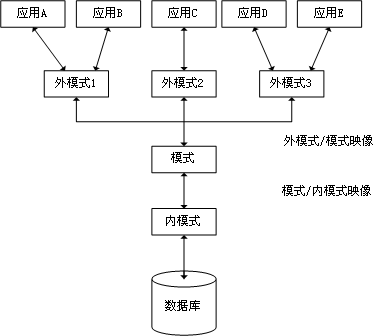 应用A 应用B 应用C 应用D 应用E
外模式1 外模式2 外模式3
外模式/模式映像
模式
模式/内模式映像
内模式
数据库